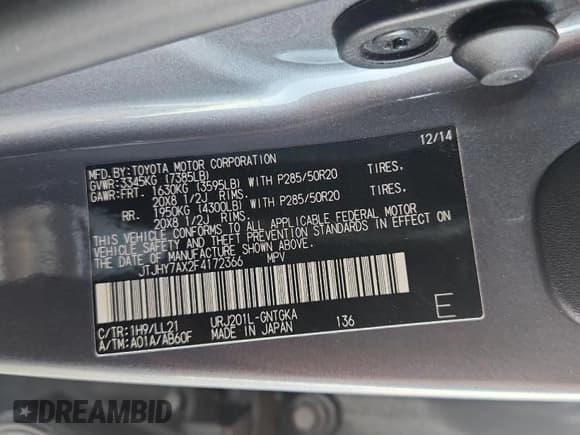 12/14
MFD. BY: TOYOTA MOTOR CORPORATION
GVWR: 3345KG (7385LB)
GAWR: FRT. 1630KG (3595LB) WITH P285/50R20 TIRES.
20X8 1/2J RIMS.
RR. 1950KG (4300LB) WITH P285/50R20 TIRES.
20X8 1/2J RIMS.
THIS VEHICLE CONFORMS TO ALL APPLICABLE FEDERAL MOTOR
VEHICLE SAFETY AND THEFT PREVENTION STANDARDS IN EFFECT ON
THE DATE OF MANUFACTURE SHOWN ABOVE.
JTJHY7AX2F4172366 MPV
C/TR: 1H9/LL21 URJ201L-GNTGKA E
A/TM: A01A/AB60F MADE IN JAPAN 136
DREAMBID